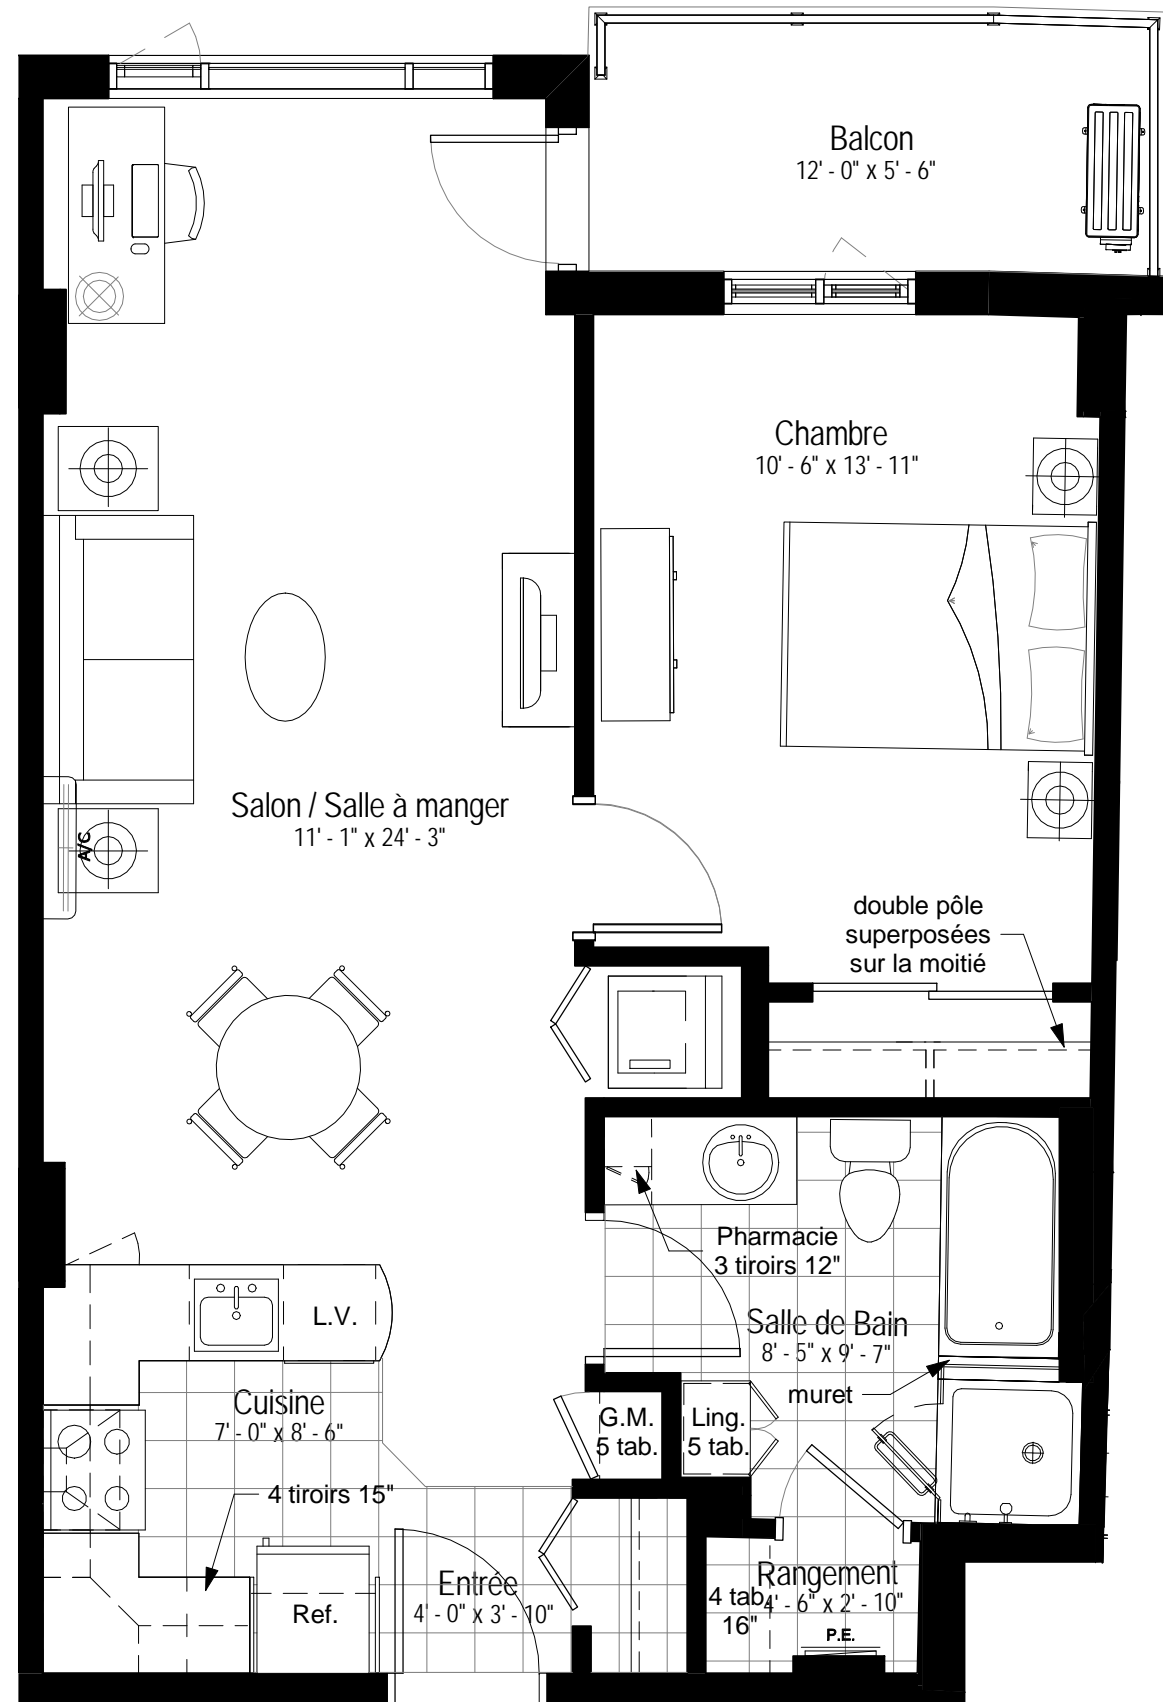 Balcon
12' - 0" x 5' - 6"
Chambre
10' - 6" x 13' - 11"
Salon / Salle à manger
11' - 1" x 24' - 3"
A/C
double pôle
superposées
sur la moitié
Pharmacie
3 tiroirs 12"
Salle de Bain
8' - 5" x 9' - 7"
muret
L.V.
Cuisine
7' - 0" x 8' - 6"
G.M.
5 tab.
Ling.
5 tab.
4 tiroirs 15"
Ref.
Entrée
4' - 0" x 3' - 10"
Rangement
4' - 6" x 2' - 10"
4 tab.
16"
P.E.